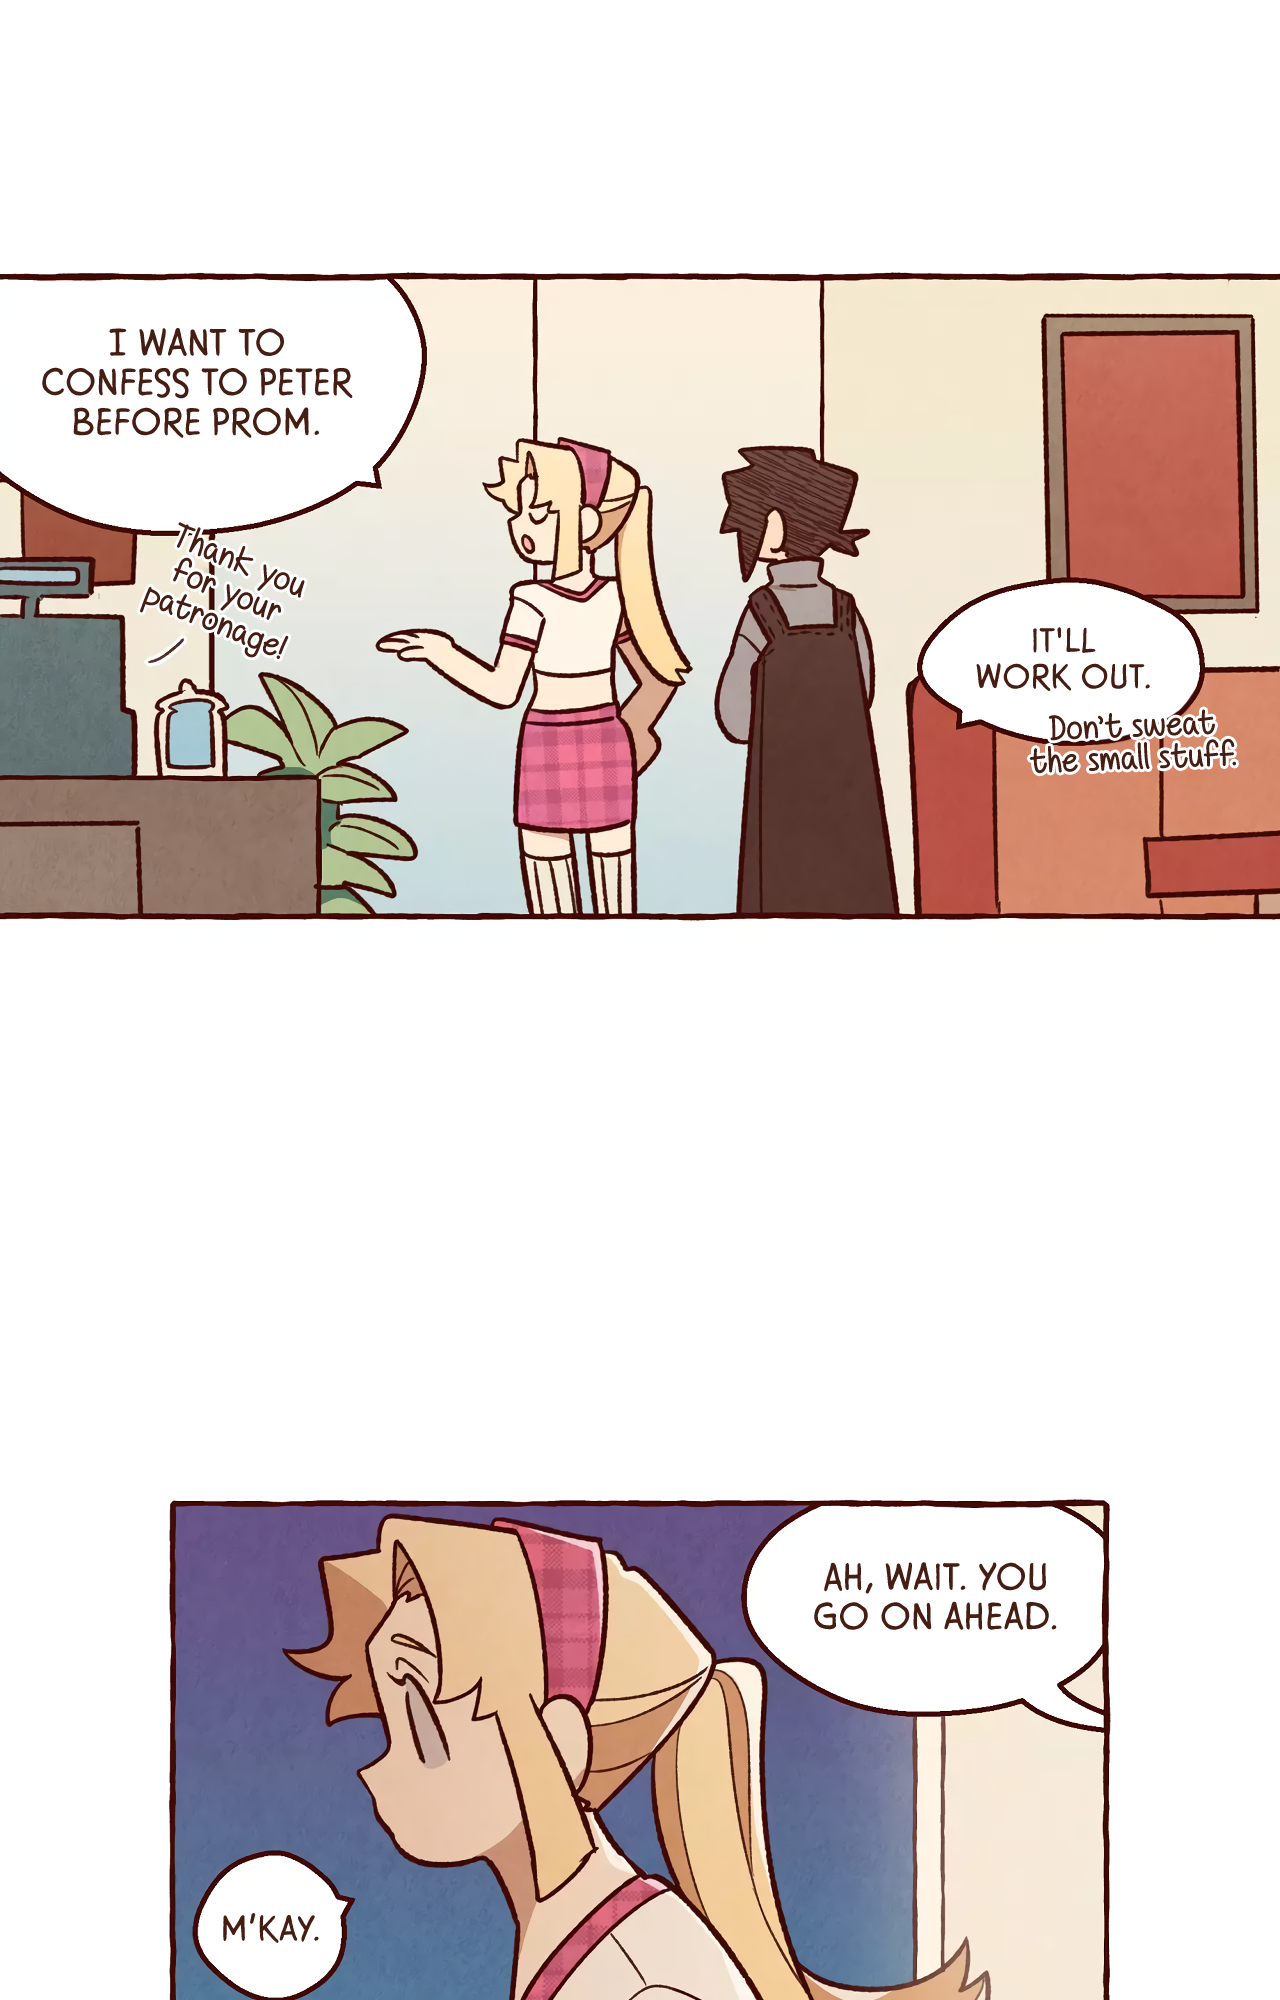 I WANT TO
CONFESS TO PETER
BEFORE PROM.
Thank you
for your
patronage!
IT'LL
WORK OUT.
Don't sweat
the small stuff.
AH, WAIT. YOU
GO ON AHEAD.
M'KAY.